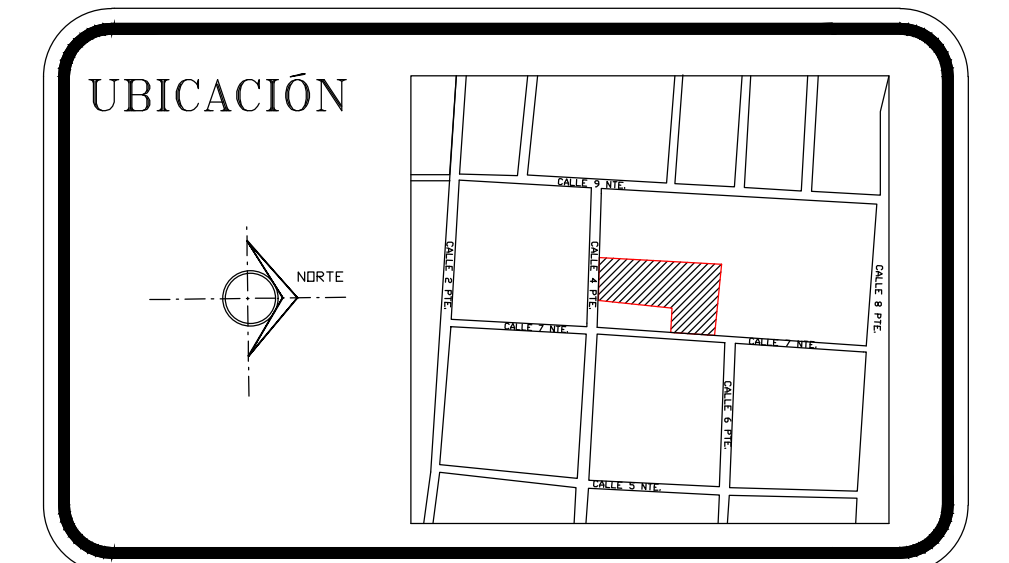 UBICACIÓN
NORTE
CALLE 9 NTE.
CALLE 2 PTE.
CALLE 4 PTE.
CALLE 8 PTE.
CALLE 7 NTE.
CALLE 7 NTE.
CALLE 6 PTE.
CALLE 5 NTE.